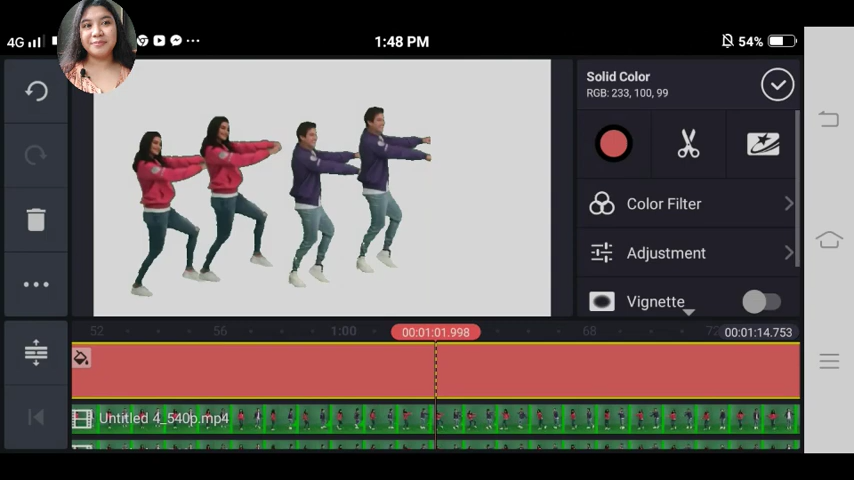 4G
1:48 PM
54%
Solid Color
RGB: 233, 100, 99
Color Filter
Adjustment
Vignette
52
56
1:00
00:01:01.998
68
72
00:01:14.753
Untitled 4_540p.mp4